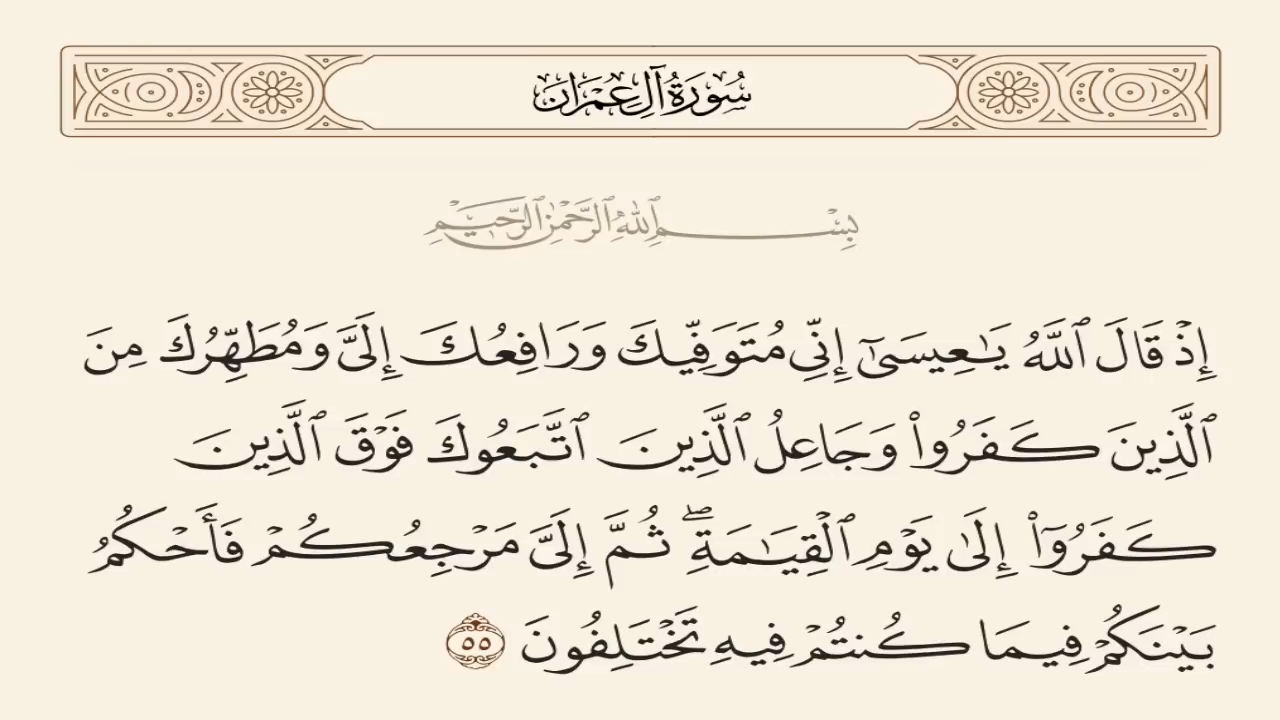 سُورَةُ آلِ عِمْرَانَ
بِسْمِ ٱللَّهِ ٱلرَّحْمَٰنِ ٱلرَّحِيمِ
إِذْ قَالَ ٱللَّهُ يَٰعِيسَىٰٓ إِنِّى مُتَوَفِّيكَ وَرَافِعُكَ إِلَىَّ وَمُطَهِّرُكَ مِنَ
ٱلَّذِينَ كَفَرُوا۟ وَجَاعِلُ ٱلَّذِينَ ٱتَّبَعُوكَ فَوْقَ ٱلَّذِينَ
كَفَرُوٓا۟ إِلَىٰ يَوْمِ ٱلْقِيَٰمَةِ ۖ ثُمَّ إِلَىَّ مَرْجِعُكُمْ فَأَحْكُمُ
بَيْنَكُمْ فِيمَا كُنتُمْ فِيهِ تَخْتَلِفُونَ ٥٥